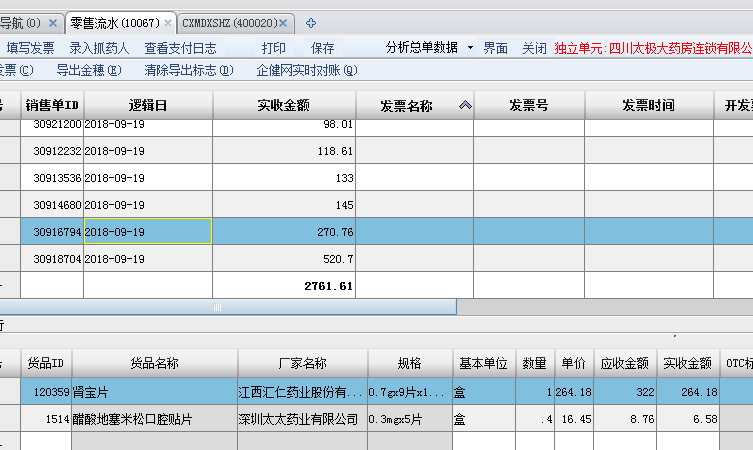 导航(0) × 零售流水(10067) × CXMDXSHZ(400020) ×
填写发票 录入抓药人 查看支付日志 打印 保存 分析总单数据 界面 关闭 独立单元:四川太极大药房连锁有限公
发票(C) 导出金穗(E) 清除导出标志(D) 企健网实时对账(Q)
号 销售单ID 逻辑日 实收金额 发票名称 发票号 发票时间 开发
30921200 2018-09-19 98.01
30912232 2018-09-19 118.61
30913536 2018-09-19 133
30914680 2018-09-19 145
30916794 2018-09-19 270.76
30918704 2018-09-19 520.7
2761.61
行
货品ID 货品名称 厂家名称 规格 基本单位 数量 单价 应收金额 实收金额 OTC标
120359 肾宝片 江西汇仁药业股份有... 0.7gx9片x1... 盒 1 264.18 322 264.18
1514 醋酸地塞米松口腔贴片 深圳太太药业有限公司 0.3mgx5片 盒 .4 16.45 8.76 6.58